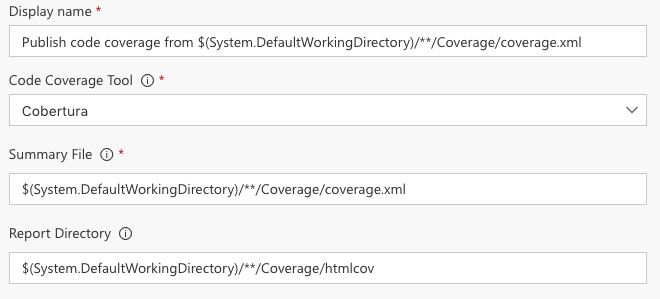 Display name *
Publish code coverage from $(System.DefaultWorkingDirectory)/**/Coverage/coverage.xml
Code Coverage Tool *
Cobertura
Summary File *
$(System.DefaultWorkingDirectory)/**/Coverage/coverage.xml
Report Directory
$(System.DefaultWorkingDirectory)/**/Coverage/htmlcov